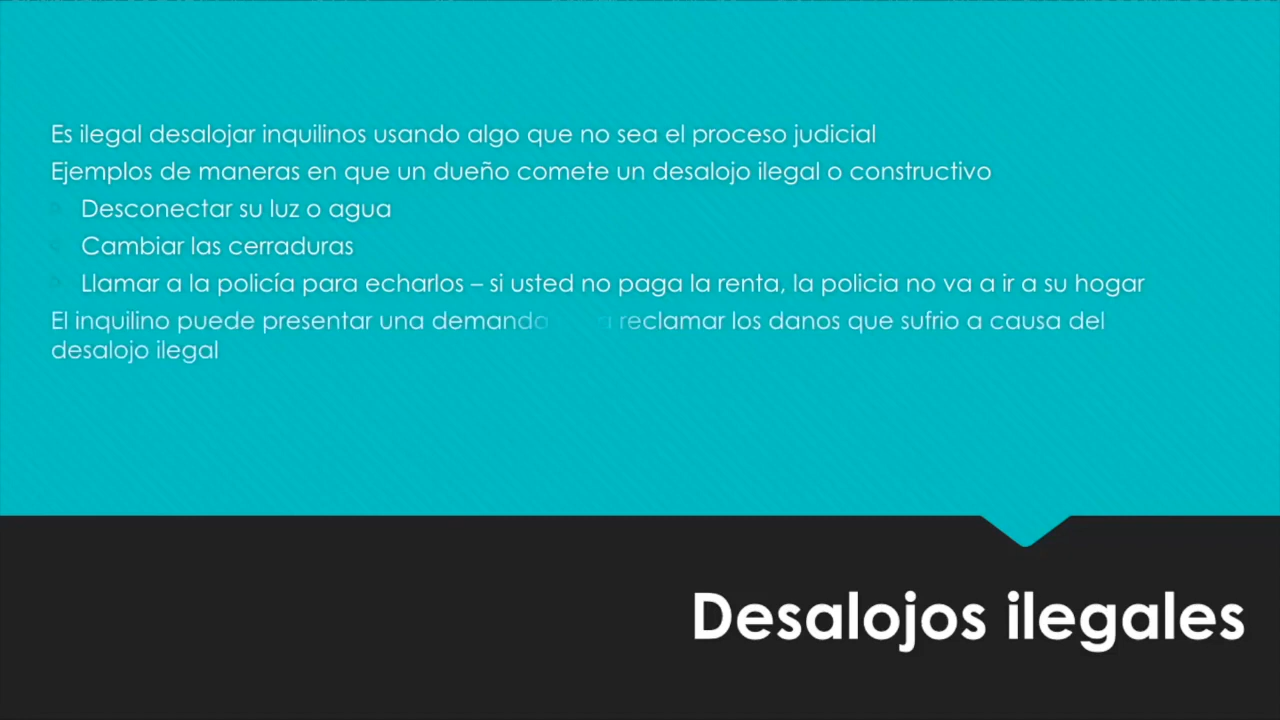 Es ilegal desalojar inquilinos usando algo que no sea el proceso judicial
Ejemplos de maneras en que un dueño comete un desalojo ilegal o constructivo
Desconectar su luz o agua
Cambiar las cerraduras
Llamar a la policía para echarlos – si usted no paga la renta, la policia no va a ir a su hogar
El inquilino puede presentar una demanda reclamar los danos que sufrio a causa del
desalojo ilegal
Desalojos ilegales